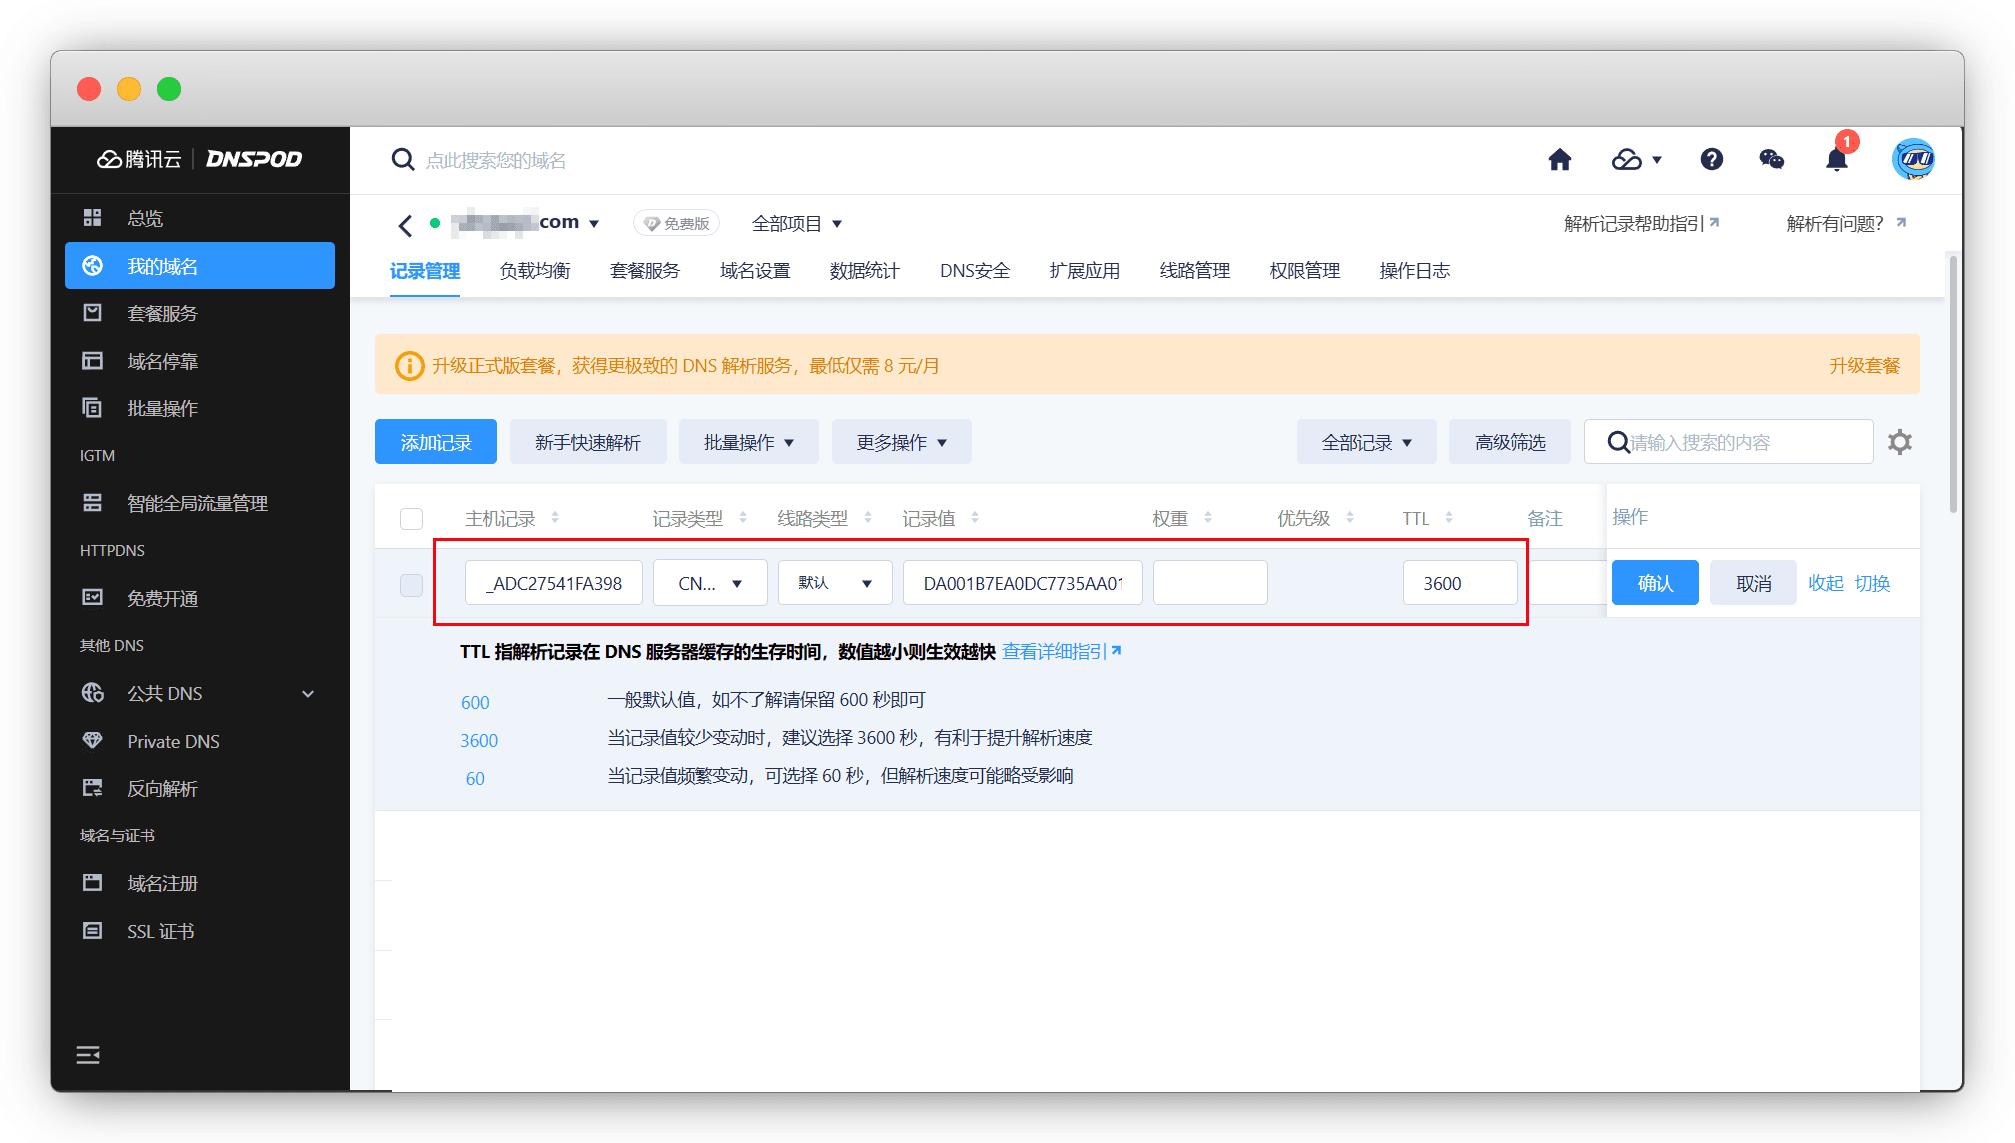 腾讯云 | DNSPOD
点此搜索您的域名
1
总览
我的域名
套餐服务
域名停靠
批量操作
IGTM
智能全局流量管理
HTTPDNS
免费开通
其他 DNS
公共 DNS
Private DNS
反向解析
域名与证书
域名注册
SSL 证书
com 免费版 全部项目 解析记录帮助指引 解析有问题?
记录管理 负载均衡 套餐服务 域名设置 数据统计 DNS安全 扩展应用 线路管理 权限管理 操作日志
升级正式版套餐，获得更极致的 DNS 解析服务，最低仅需 8 元/月 升级套餐
添加记录 新手快速解析 批量操作 更多操作 全部记录 高级筛选 请输入搜索的内容
主机记录 记录类型 线路类型 记录值 权重 优先级 TTL 备注 操作
_ADC27541FA398 CN... 默认 DA001B7EA0DC7735AA01 3600 确认 取消 收起 切换
TTL 指解析记录在 DNS 服务器缓存的生存时间，数值越小则生效越快 查看详细指引
600 一般默认值，如不了解请保留 600 秒即可
3600 当记录值较少变动时，建议选择 3600 秒，有利于提升解析速度
60 当记录值频繁变动，可选择 60 秒，但解析速度可能略受影响